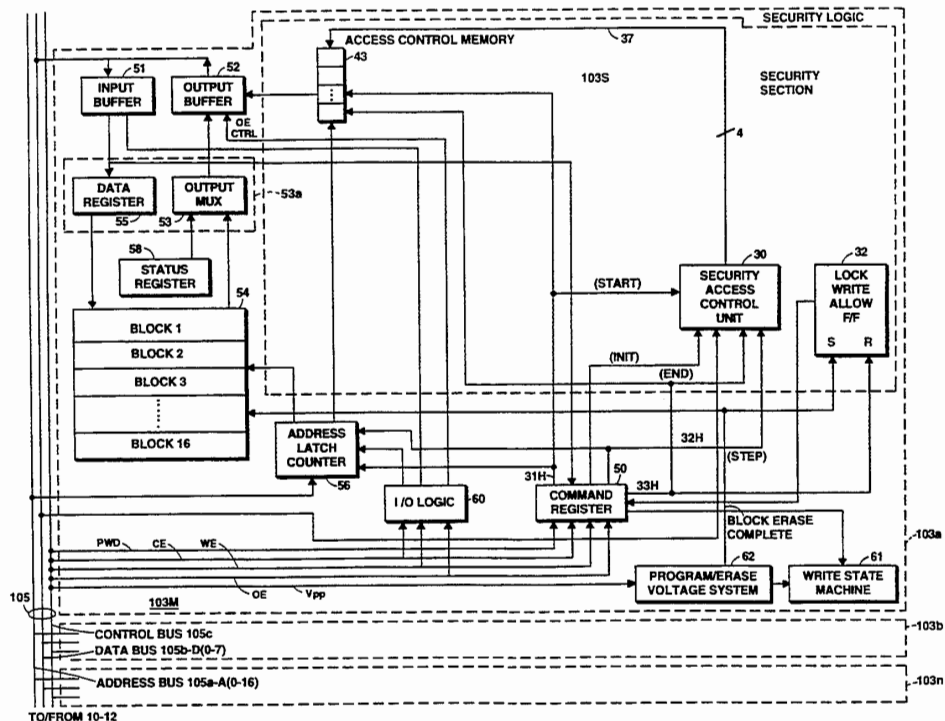 SECURITY LOGIC
ACCESS CONTROL MEMORY
37
43
103S
SECURITY
SECTION
51
52
INPUT
BUFFER
OUTPUT
BUFFER
OE
CTRL
4
DATA
REGISTER
55
OUTPUT
MUX
53
53a
58
STATUS
REGISTER
54
BLOCK 1
BLOCK 2
BLOCK 3
BLOCK 16
30
SECURITY
ACCESS
CONTROL
UNIT
(START)
32
LOCK
WRITE
ALLOW
F/F
S R
(INIT)
(END)
ADDRESS
LATCH
COUNTER
56
I/O LOGIC
60
31H
50
COMMAND
REGISTER
33H
32H
(STEP)
BLOCK ERASE
COMPLETE
PWD
CE
WE
OE
Vpp
62
PROGRAM/ERASE
VOLTAGE SYSTEM
61
WRITE STATE
MACHINE
103a
103M
105
CONTROL BUS 105c
DATA BUS 105b-D(0-7)
103b
ADDRESS BUS 105a-A(0-16)
103n
TO/FROM 10-12